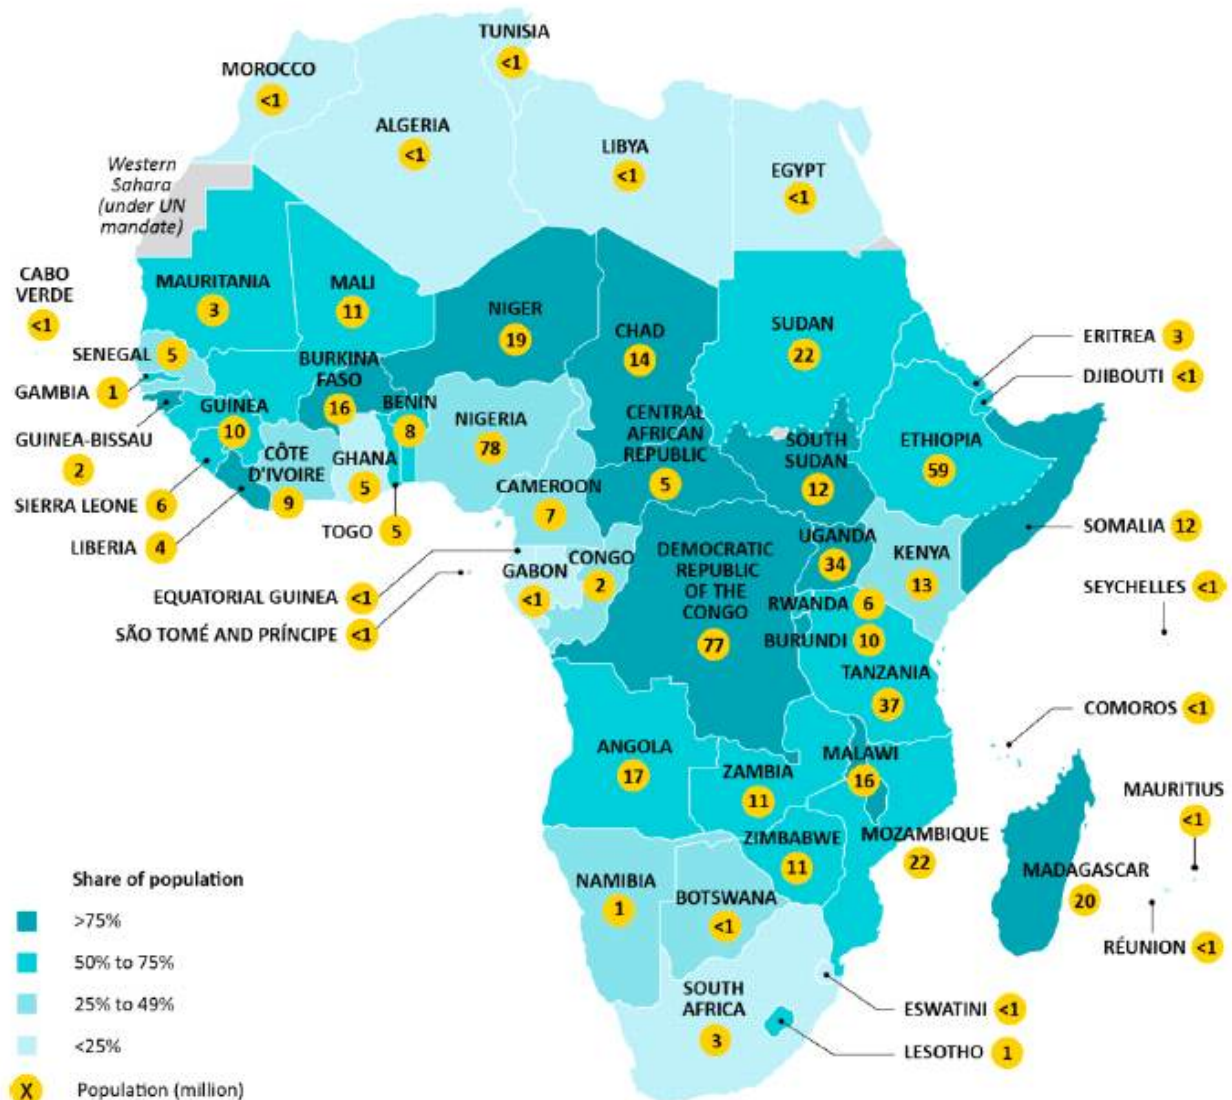 TUNISIA
<1
MOROCCO
<1
ALGERIA
<1
LIBYA
<1
EGYPT
<1
Western
Sahara
(under UN
mandate)
CABO
VERDE
<1
MAURITANIA
3
MALI
11
NIGER
19
CHAD
14
SUDAN
22
ERITREA 3
DJIBOUTI <1
SENEGAL 5
GAMBIA 1
BURKINA
FASO
16
BENIN
8
GUINEA
10
GUINEA-BISSAU
2
NIGERIA
78
CENTRAL
AFRICAN
REPUBLIC
5
SOUTH
SUDAN
12
ETHIOPIA
59
CÔTE
D'IVOIRE
9
GHANA
5
SIERRA LEONE 6
LIBERIA 4
TOGO 5
CAMEROON
7
SOMALIA 12
UGANDA
34
KENYA
13
DEMOCRATIC
REPUBLIC
OF THE
CONGO
77
GABON
<1
CONGO
2
EQUATORIAL GUINEA <1
SÃO TOMÉ AND PRÍNCIPE <1
SEYCHELLES <1
RWANDA 6
BURUNDI 10
TANZANIA
37
COMOROS <1
ANGOLA
17
ZAMBIA
11
MALAWI
16
MAURITIUS
<1
ZIMBABWE
11
MOZAMBIQUE
22
MADAGASCAR
20
NAMIBIA
1
BOTSWANA
<1
RÉUNION <1
SOUTH
AFRICA
3
ESWATINI <1
LESOTHO 1
Share of population
>75%
50% to 75%
25% to 49%
<25%
X Population (million)